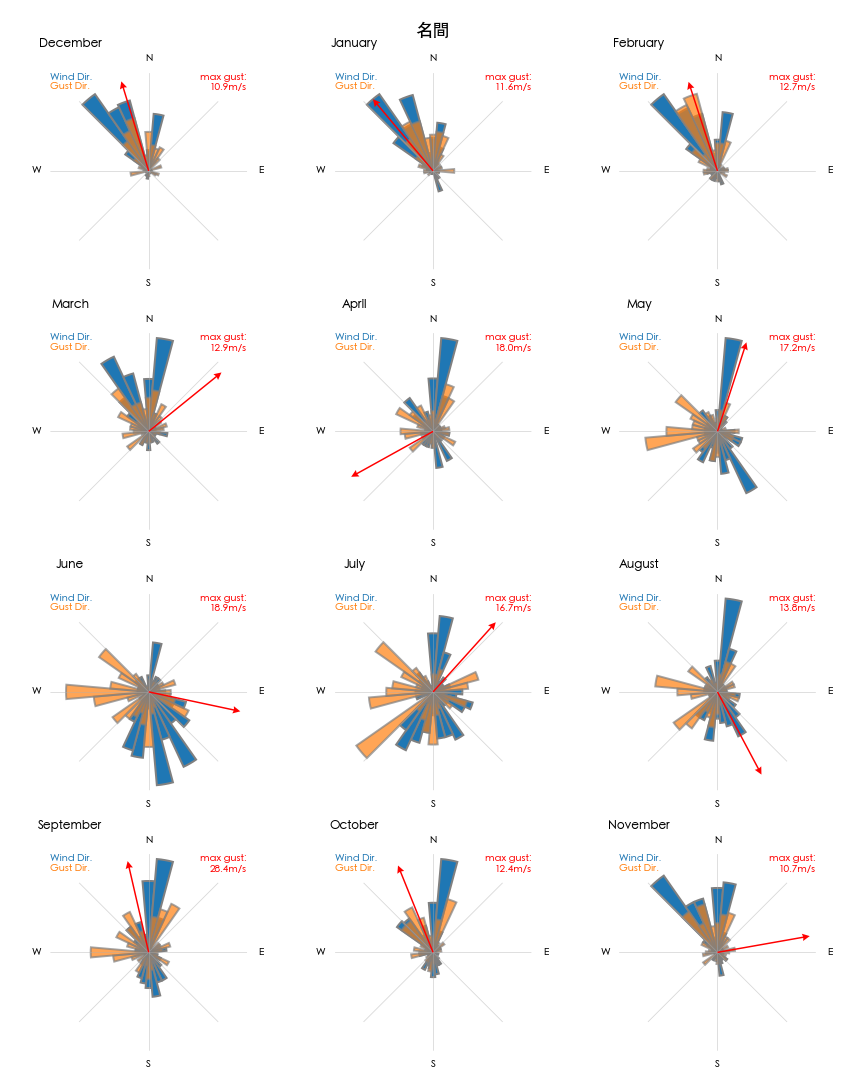 名間
December
N
Wind Dir.
Gust Dir.
max gust:
10.9m/s
W
E
S
January
N
Wind Dir.
Gust Dir.
max gust:
11.6m/s
W
E
S
February
N
Wind Dir.
Gust Dir.
max gust:
12.7m/s
W
E
S
March
N
Wind Dir.
Gust Dir.
max gust:
12.9m/s
W
E
S
April
N
Wind Dir.
Gust Dir.
max gust:
18.0m/s
W
E
S
May
N
Wind Dir.
Gust Dir.
max gust:
17.2m/s
W
E
S
June
N
Wind Dir.
Gust Dir.
max gust:
18.9m/s
W
E
S
July
N
Wind Dir.
Gust Dir.
max gust:
16.7m/s
W
E
S
August
N
Wind Dir.
Gust Dir.
max gust:
13.8m/s
W
E
S
September
N
Wind Dir.
Gust Dir.
max gust:
28.4m/s
W
E
S
October
N
Wind Dir.
Gust Dir.
max gust:
12.4m/s
W
E
S
November
N
Wind Dir.
Gust Dir.
max gust:
10.7m/s
W
E
S